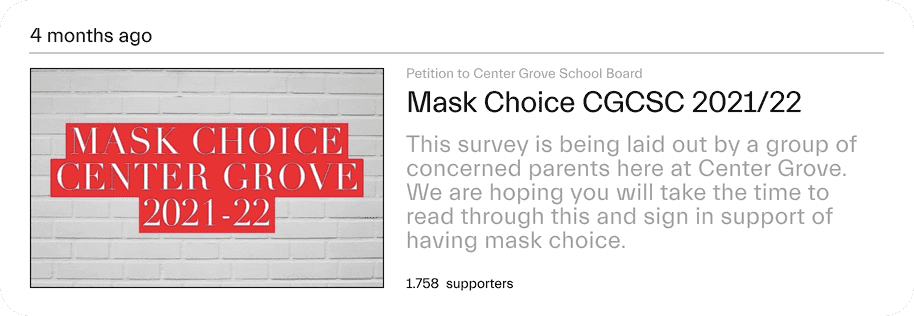 4 months ago
MASK CHOICE
CENTER GROVE
2021-22
Petition to Center Grove School Board
Mask Choice CGCSC 2021/22
This survey is being laid out by a group of
concerned parents here at Center Grove.
We are hoping you will take the time to
read through this and sign in support of
having mask choice.
1.758 supporters